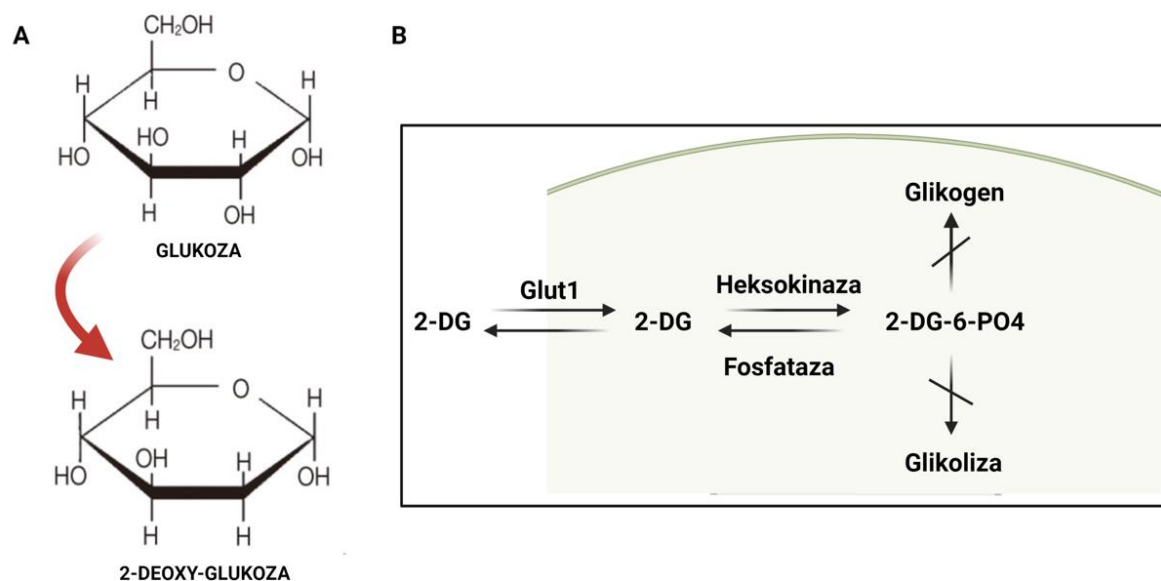 A
CH₂OH
H
O
H
H
HO
H
HO
OH
H
OH
GLUKOZA
CH₂OH
H
O
H
H
OH
H
HO
OH
H
H
2-DEOXY-GLUKOZA
B
Glikogen
Glut1
Heksokinaza
2-DG
2-DG
2-DG-6-PO4
Fosfataza
Glikoliza